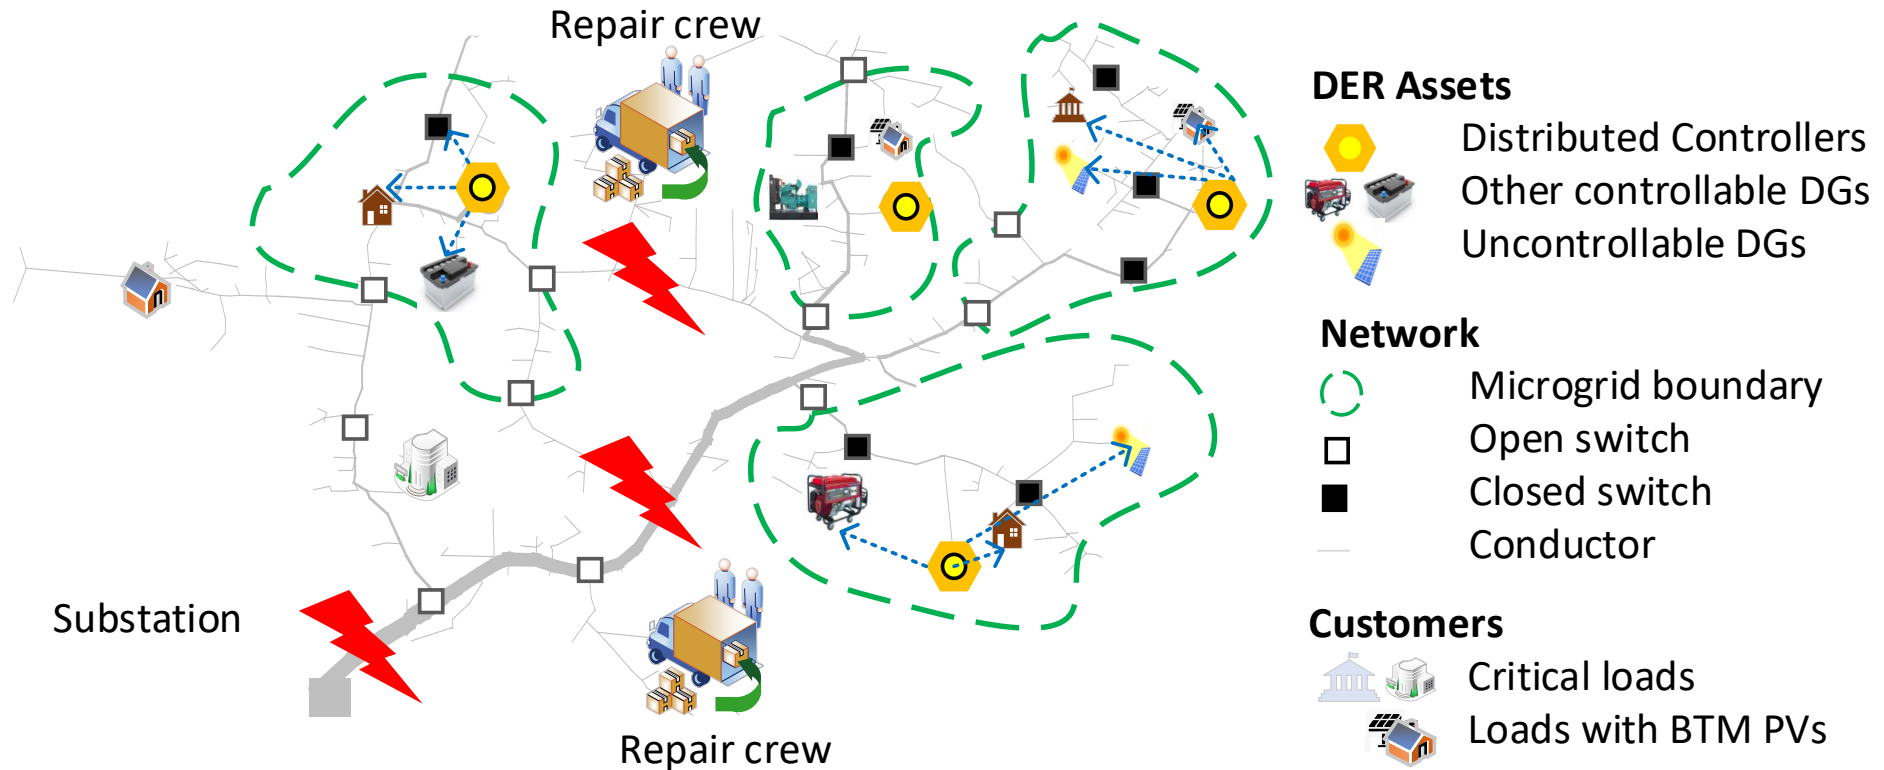 Repair crew
Substation
Repair crew
DER Assets
Distributed Controllers
Other controllable DGs
Uncontrollable DGs
Network
Microgrid boundary
Open switch
Closed switch
Conductor
Customers
Critical loads
Loads with BTM PVs